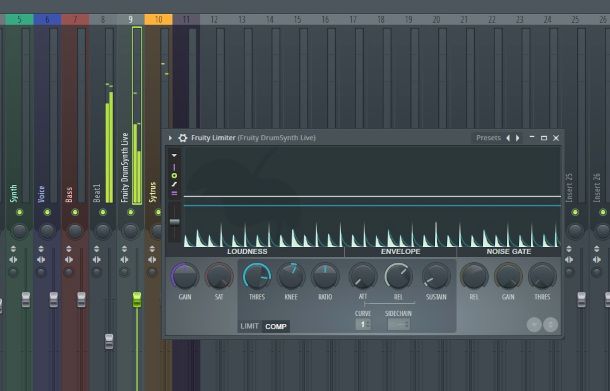 5 6 7 8 9 10 11 12 13 14 15 16 17 18 19 20 21 22 23 24 25 26
Synth
Voice
Bass
Beat1
Fruity DrumSynth Live
Sytrus
Insert 25
Insert 26
Fruity Limiter (Fruity DrumSynth Live)
Presets
LOUDNESS ENVELOPE NOISE GATE
GAIN SAT THRES KNEE RATIO ATT REL SUSTAIN REL GAIN THRES
CURVE SIDECHAIN
1
LIMIT COMP